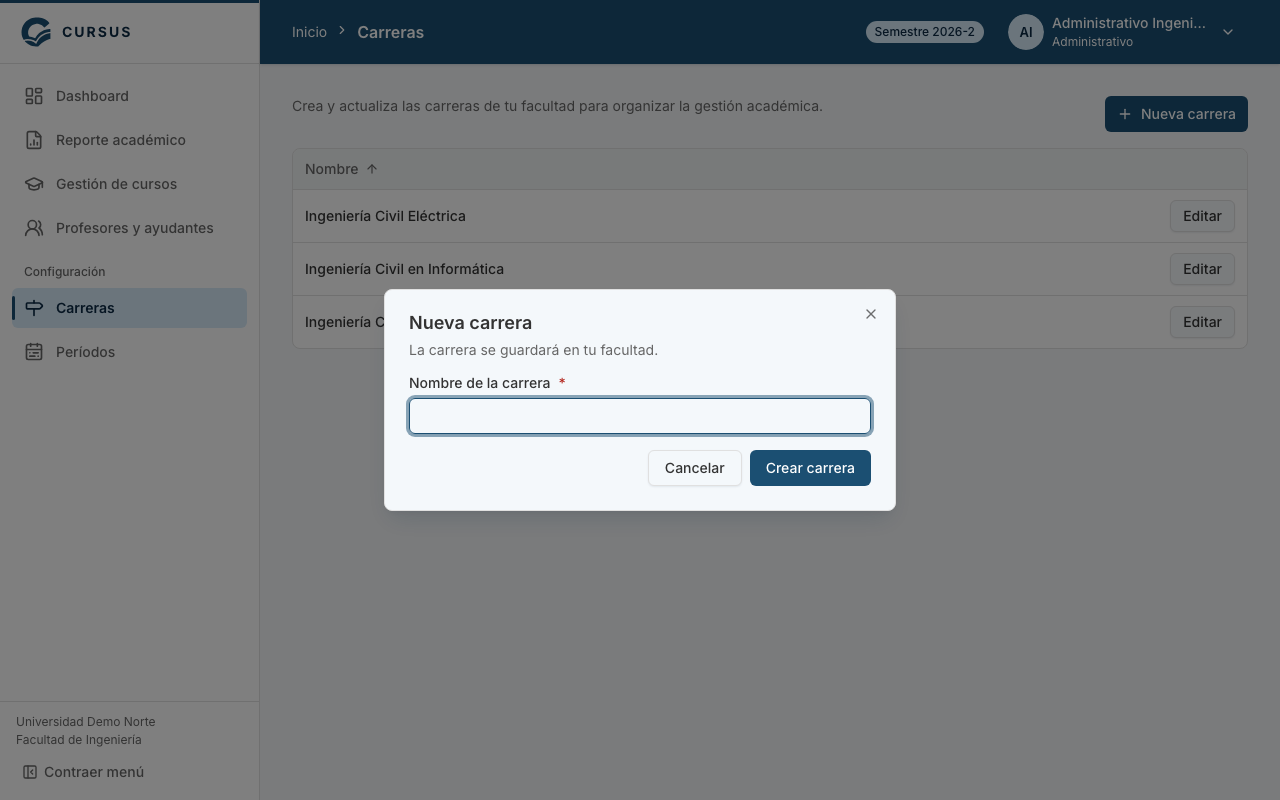 CURSUS
Inicio
Carreras
Semestre 2026-2
AI
Administrativo Ingeni...
Administrativo
Dashboard
Reporte académico
Gestión de cursos
Profesores y ayudantes
Configuración
Carreras
Períodos
Crea y actualiza las carreras de tu facultad para organizar la gestión académica.
Nueva carrera
Nombre
Ingeniería Civil Eléctrica
Editar
Ingeniería Civil en Informática
Editar
Ingeniería C
Editar
Nueva carrera
La carrera se guardará en tu facultad.
Nombre de la carrera *
Cancelar
Crear carrera
Universidad Demo Norte
Facultad de Ingeniería
Contraer menú